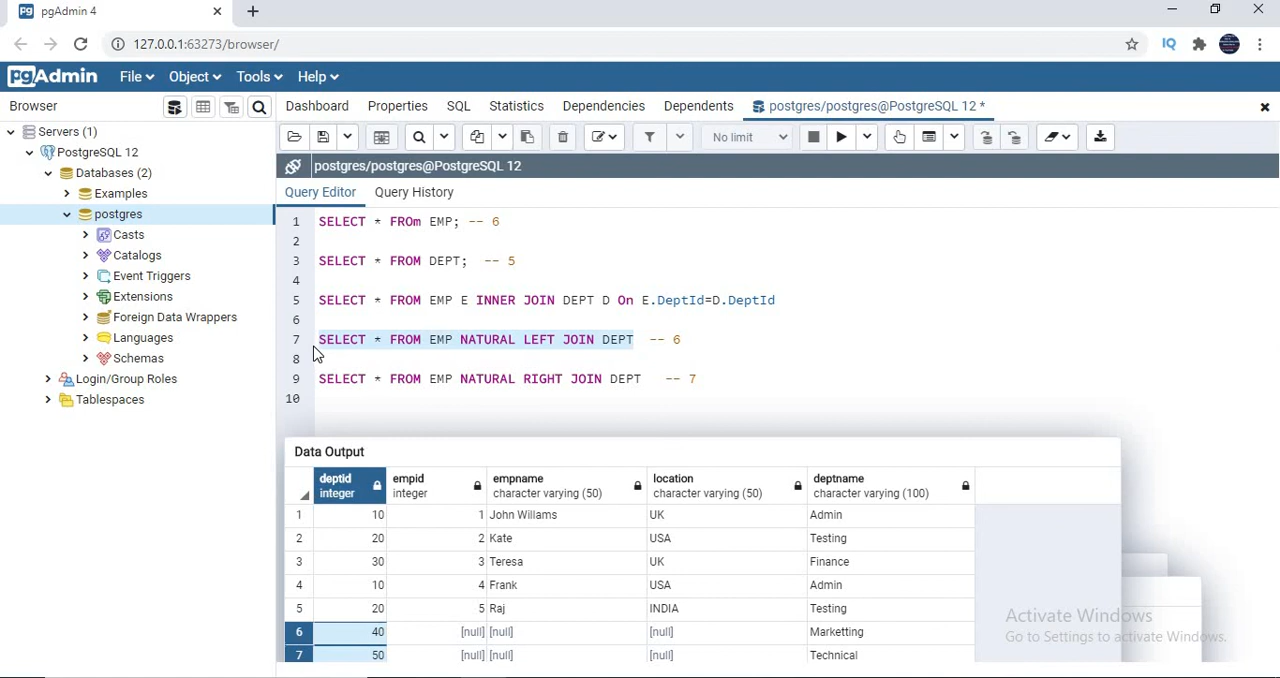 pgAdmin 4
127.0.0.1:63273/browser/
IQ
pgAdmin File Object Tools Help
Browser
Dashboard Properties SQL Statistics Dependencies Dependents postgres/postgres@PostgreSQL 12 *
Servers (1)
PostgreSQL 12
Databases (2)
Examples
postgres
Casts
Catalogs
Event Triggers
Extensions
Foreign Data Wrappers
Languages
Schemas
Login/Group Roles
Tablespaces
No limit
postgres/postgres@PostgreSQL 12
Query Editor Query History
1 SELECT * FROm EMP; -- 6
2
3 SELECT * FROM DEPT; -- 5
4
5 SELECT * FROM EMP E INNER JOIN DEPT D On E.DeptId=D.DeptId
6
7 SELECT * FROM EMP NATURAL LEFT JOIN DEPT -- 6
8
9 SELECT * FROM EMP NATURAL RIGHT JOIN DEPT -- 7
10
Data Output
deptid empid empname location deptname
integer integer character varying (50) character varying (50) character varying (100)
1 10 1 John Willams UK Admin
2 20 2 Kate USA Testing
3 30 3 Teresa UK Finance
4 10 4 Frank USA Admin
5 20 5 Raj INDIA Testing
6 40 [null] [null] [null] Marketting
7 50 [null] [null] [null] Technical
Activate Windows
Go to Settings to activate Windows.